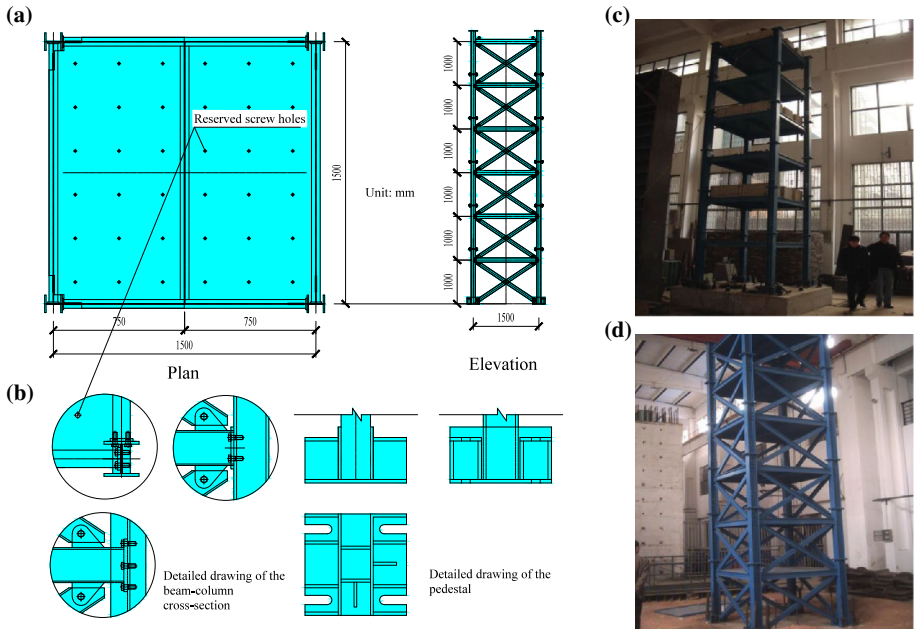 (a)
Reserved screw holes
1500
Unit: mm
750
750
1500
Plan
1000
1000
1000
1000
1000
1000
1500
Elevation
(b)
Detailed drawing of the
beam-column
cross-section
Detailed drawing of the
pedestal
(c)
(d)